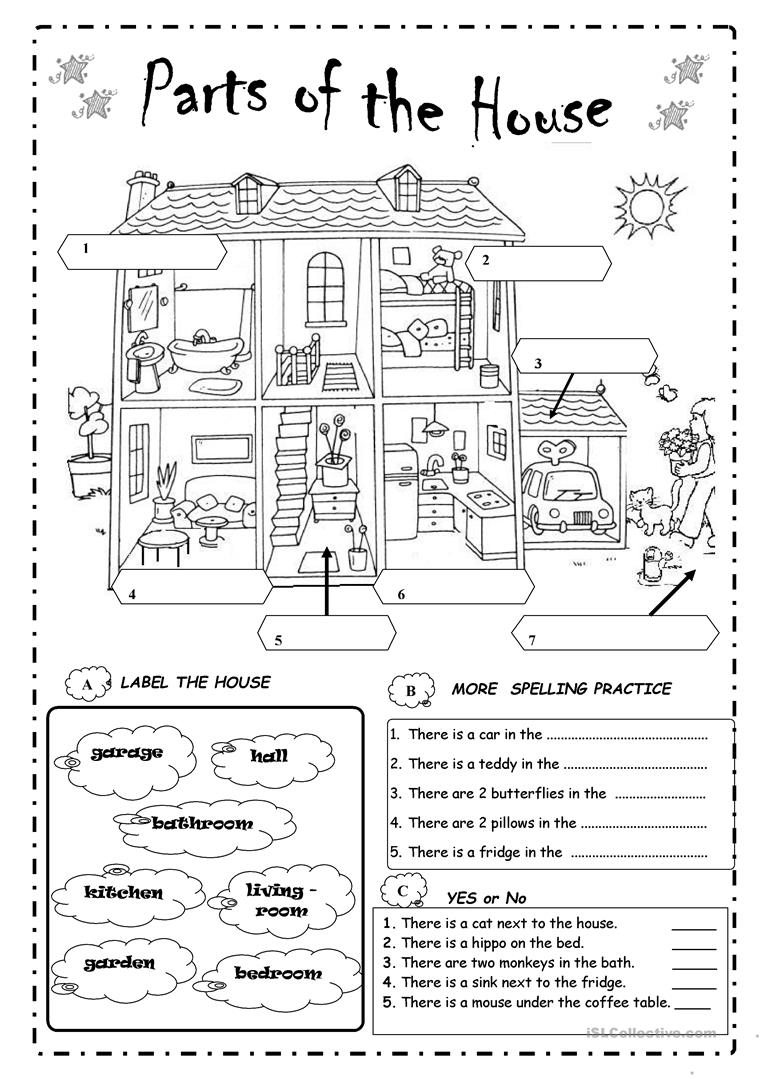 Parts of the House
1
2
3
4
6
5
7
A LABEL THE HOUSE
garage
hall
bathroom
kitchen
living -
room
garden
bedroom
B MORE SPELLING PRACTICE
1. There is a car in the ..........................................
2. There is a teddy in the .....................................
3. There are 2 butterflies in the ..........................
4. There are 2 pillows in the .................................
5. There is a fridge in the ....................................
C YES or No
1. There is a cat next to the house. _____
2. There is a hippo on the bed. _____
3. There are two monkeys in the bath. _____
4. There is a sink next to the fridge. _____
5. There is a mouse under the coffee table. ____
iSLCollective.com